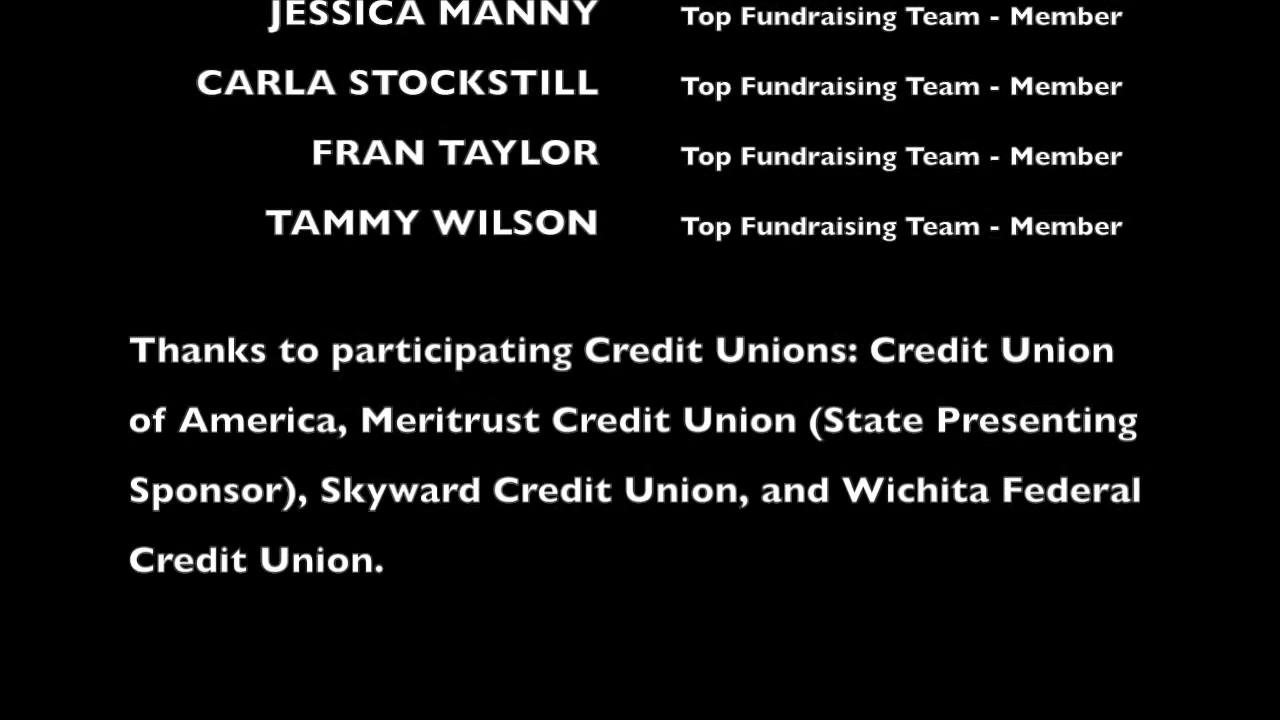 JESSICA MANNY Top Fundraising Team - Member
CARLA STOCKSTILL Top Fundraising Team - Member
FRAN TAYLOR Top Fundraising Team - Member
TAMMY WILSON Top Fundraising Team - Member
Thanks to participating Credit Unions: Credit Union
of America, Meritrust Credit Union (State Presenting
Sponsor), Skyward Credit Union, and Wichita Federal
Credit Union.